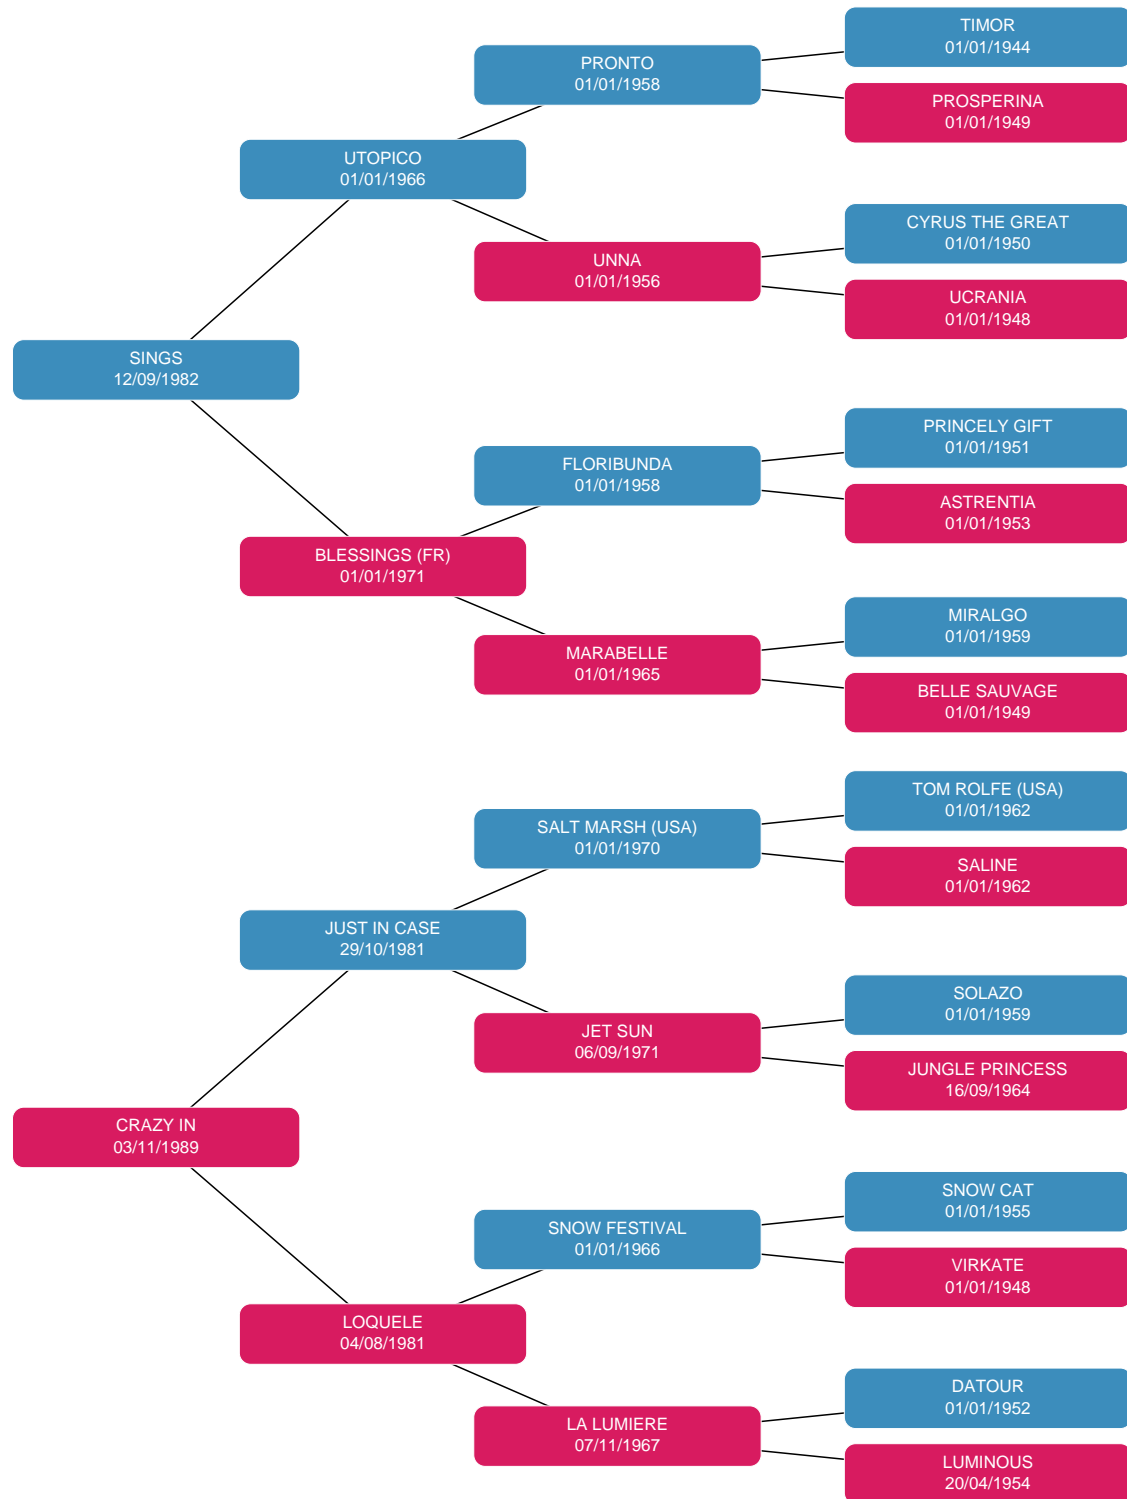 TIMOR
01/01/1944
PRONTO
01/01/1958
PROSPERINA
01/01/1949
UTOPICO
01/01/1966
CYRUS THE GREAT
01/01/1950
UNNA
01/01/1956
UCRANIA
01/01/1948
SINGS
12/09/1982
PRINCELY GIFT
01/01/1951
FLORIBUNDA
01/01/1958
ASTRENTIA
01/01/1953
BLESSINGS (FR)
01/01/1971
MIRALGO
01/01/1959
MARABELLE
01/01/1965
BELLE SAUVAGE
01/01/1949
TOM ROLFE (USA)
01/01/1962
SALT MARSH (USA)
01/01/1970
SALINE
01/01/1962
JUST IN CASE
29/10/1981
SOLAZO
01/01/1959
JET SUN
06/09/1971
JUNGLE PRINCESS
16/09/1964
CRAZY IN
03/11/1989
SNOW CAT
01/01/1955
SNOW FESTIVAL
01/01/1966
VIRKATE
01/01/1948
LOQUELE
04/08/1981
DATOUR
01/01/1952
LA LUMIERE
07/11/1967
LUMINOUS
20/04/1954